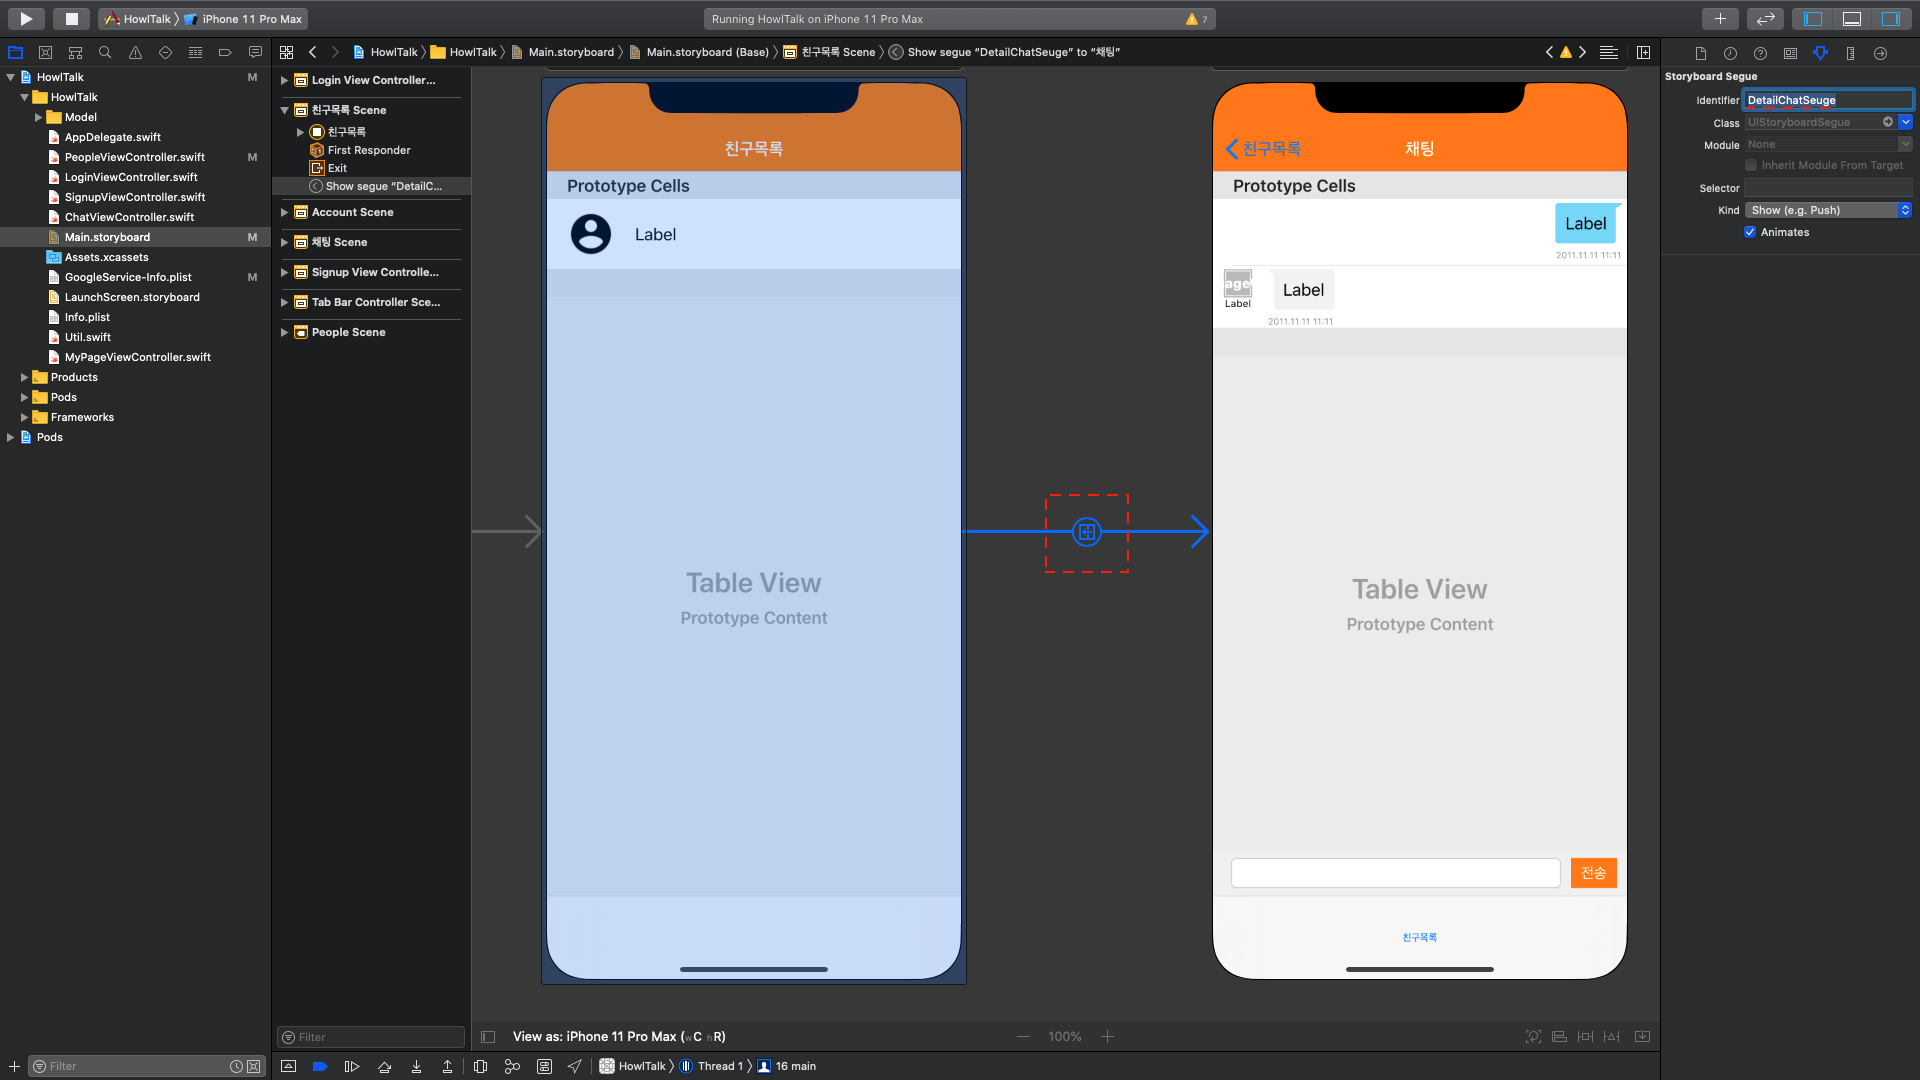 HowlTalk 〉 iPhone 11 Pro Max
Running HowlTalk on iPhone 11 Pro Max
7
HowlTalk 〉 HowlTalk 〉 Main.storyboard 〉 Main.storyboard (Base) 〉 친구목록 Scene 〉 Show segue “DetailChatSeuge” to “채팅”
HowlTalk M
HowlTalk
Model
AppDelegate.swift
PeopleViewController.swift M
LoginViewController.swift
SignupViewController.swift
ChatViewController.swift
Main.storyboard M
Assets.xcassets
GoogleService-Info.plist M
LaunchScreen.storyboard
Info.plist
Util.swift
MyPageViewController.swift
Products
Pods
Frameworks
Pods
Filter
Login View Controller...
친구목록 Scene
친구목록
First Responder
Exit
Show segue “DetailC...
Account Scene
채팅 Scene
Signup View Controlle...
Tab Bar Controller Sce...
People Scene
Filter
친구목록
Prototype Cells
Label
Table View
Prototype Content
친구목록
채팅
Prototype Cells
Label
2011.11.11 11:11
age
Label
Label
2011.11.11 11:11
Table View
Prototype Content
전송
친구목록
View as: iPhone 11 Pro Max (wC hR)
100%
HowlTalk 〉 Thread 1 〉 16 main
Storyboard Segue
Identifier DetailChatSeuge
Class UIStoryboardSegue
Module None
Inherit Module From Target
Selector
Kind Show (e.g. Push)
Animates